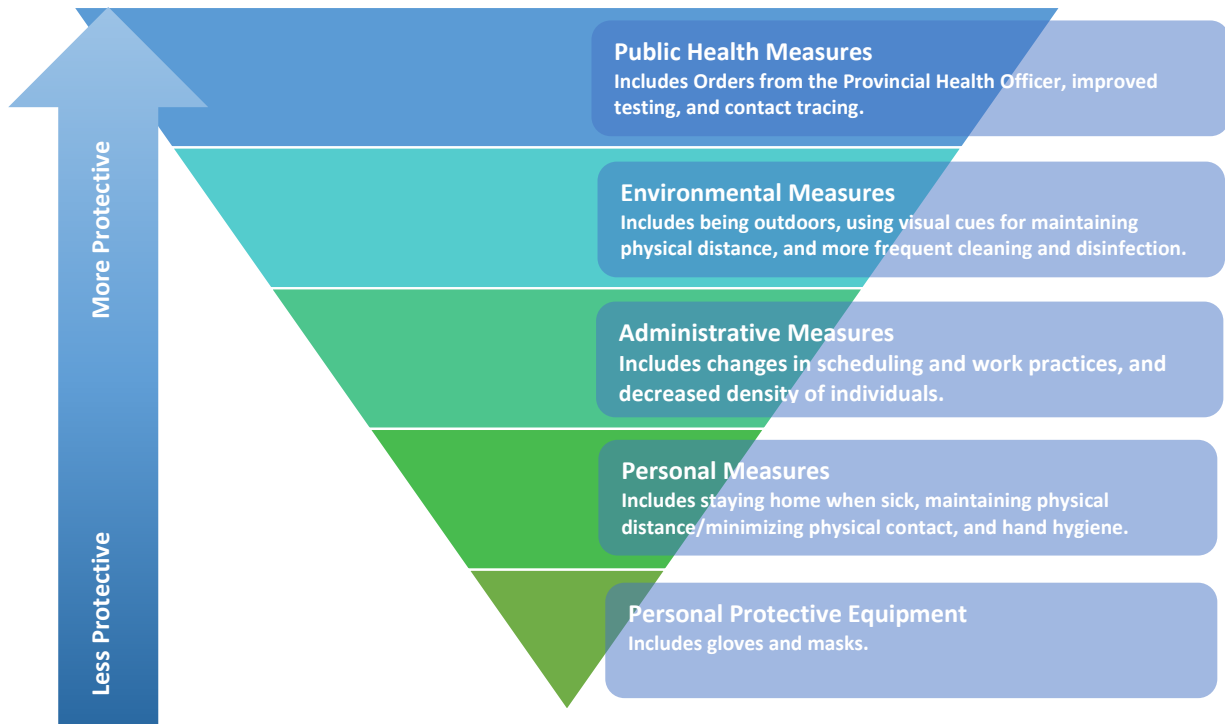 More Protective
Less Protective
Public Health Measures
Includes Orders from the Provincial Health Officer, improved
testing, and contact tracing.
Environmental Measures
Includes being outdoors, using visual cues for maintaining
physical distance, and more frequent cleaning and disinfection.
Administrative Measures
Includes changes in scheduling and work practices, and
decreased density of individuals.
Personal Measures
Includes staying home when sick, maintaining physical
distance/minimizing physical contact, and hand hygiene.
Personal Protective Equipment
Includes gloves and masks.